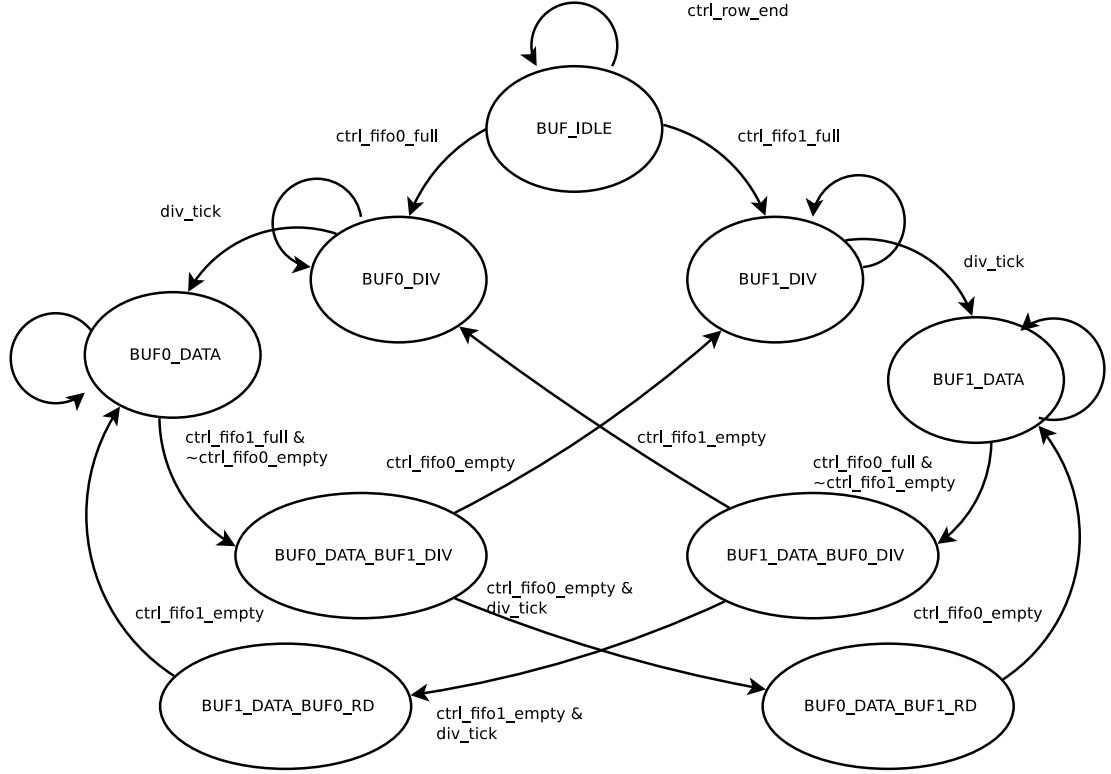 ctrl_row_end
BUF_IDLE
ctrl_fifo0_full
ctrl_fifo1_full
div_tick
BUF0_DIV
BUF1_DIV
div_tick
BUF0_DATA
BUF1_DATA
ctrl_fifo1_full &
~ctrl_fifo0_empty
ctrl_fifo0_empty
ctrl_fifo1_empty
ctrl_fifo0_full &
~ctrl_fifo1_empty
BUF0_DATA_BUF1_DIV
BUF1_DATA_BUF0_DIV
ctrl_fifo1_empty
ctrl_fifo0_empty &
div_tick
ctrl_fifo0_empty
BUF1_DATA_BUF0_RD
ctrl_fifo1_empty &
div_tick
BUF0_DATA_BUF1_RD